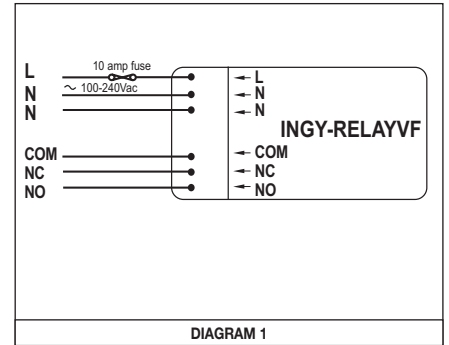 10 amp fuse
L
L
~ 100-240Vac
N
N
N
N
INGY-RELAYVF
COM
COM
NC
NC
NO
NO
DIAGRAM 1